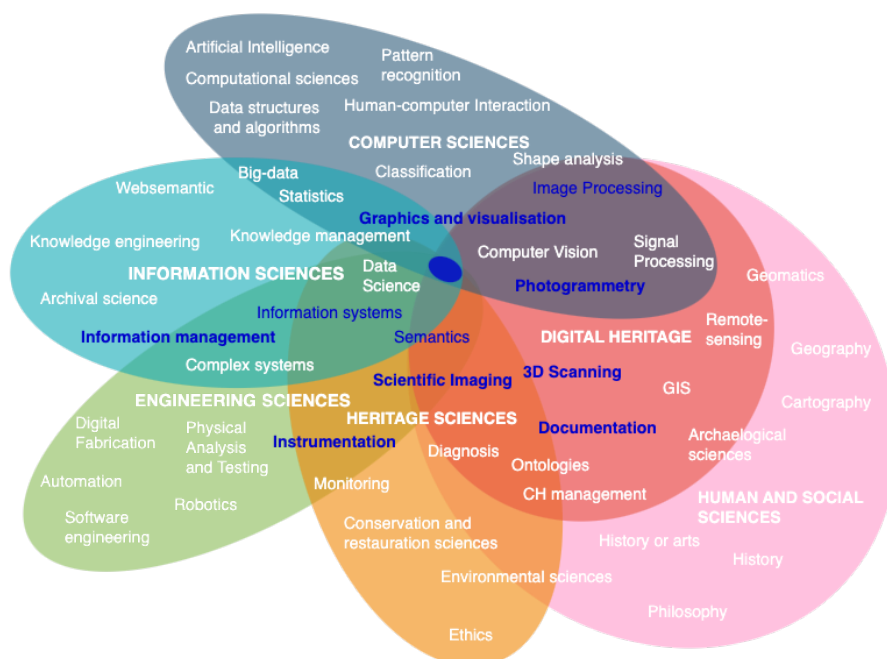 Artificial Intelligence
Pattern
recognition
Computational sciences
Data structures
and algorithms
Human-computer Interaction
COMPUTER SCIENCES
Shape analysis
Classification
Big-data
Websemantic
Statistics
Image Processing
Graphics and visualisation
Knowledge engineering
Knowledge management
Computer Vision
Signal
Processing
INFORMATION SCIENCES
Data
Science
Geomatics
Photogrammetry
Archival science
Information systems
Information management
Semantics
DIGITAL HERITAGE
Remote-
sensing
Geography
Complex systems
Scientific Imaging
3D Scanning
GIS
ENGINEERING SCIENCES
Cartography
Digital
Fabrication
Physical
Analysis
and Testing
HERITAGE SCIENCES
Instrumentation
Documentation
Archaelogical
sciences
Diagnosis
Ontologies
Automation
Monitoring
CH management
HUMAN AND SOCIAL
SCIENCES
Robotics
Software
engineering
Conservation and
restauration sciences
History or arts
History
Environmental sciences
Philosophy
Ethics